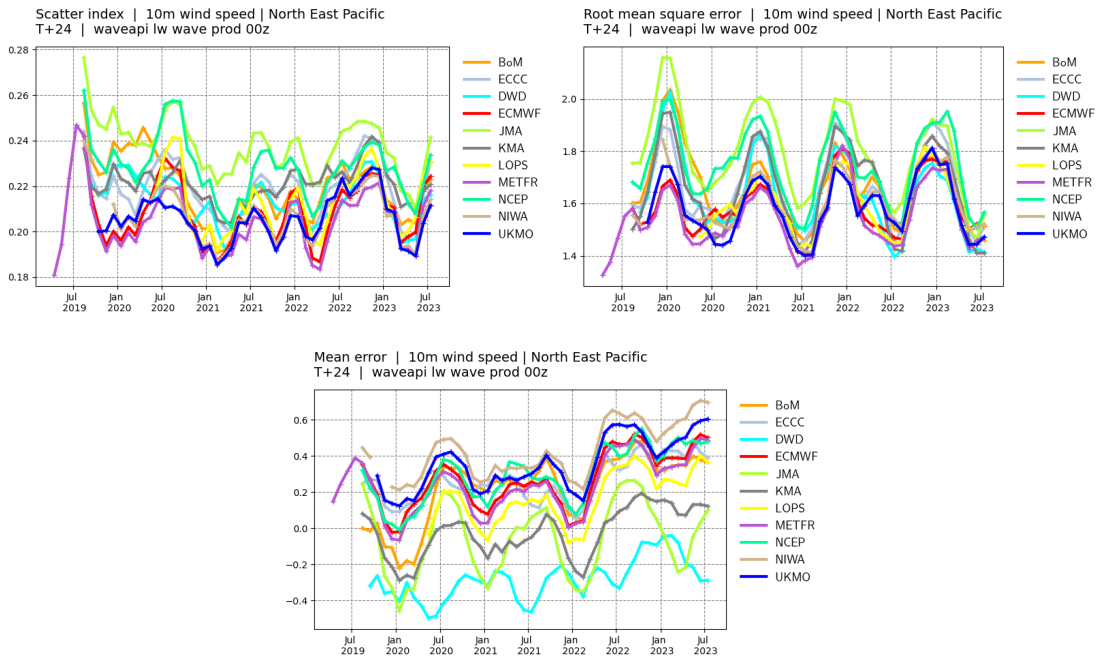 Scatter index | 10m wind speed | North East Pacific
T+24 | waveapi lw wave prod 00z
0.28
0.26
0.24
0.22
0.20
0.18
Jul
2019
Jan
2020
Jul
2020
Jan
2021
Jul
2021
Jan
2022
Jul
2022
Jan
2023
Jul
2023
BoM
ECCC
DWD
ECMWF
JMA
KMA
LOPS
METFR
NCEP
NIWA
UKMO
Root mean square error | 10m wind speed | North East Pacific
T+24 | waveapi lw wave prod 00z
2.0
1.8
1.6
1.4
Jul
2019
Jan
2020
Jul
2020
Jan
2021
Jul
2021
Jan
2022
Jul
2022
Jan
2023
Jul
2023
BoM
ECCC
DWD
ECMWF
JMA
KMA
LOPS
METFR
NCEP
NIWA
UKMO
Mean error | 10m wind speed | North East Pacific
T+24 | waveapi lw wave prod 00z
0.6
0.4
0.2
0.0
−0.2
−0.4
Jul
2019
Jan
2020
Jul
2020
Jan
2021
Jul
2021
Jan
2022
Jul
2022
Jan
2023
Jul
2023
BoM
ECCC
DWD
ECMWF
JMA
KMA
LOPS
METFR
NCEP
NIWA
UKMO